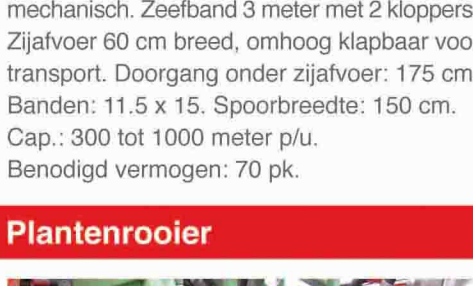 mechanisch. Zeefband 3 meter met 2 kloppers
Zijafvoer 60 cm breed, omhoog klapbaar voo
transport. Doorgang onder zijafvoer: 175 cm
Banden: 11.5 x 15. Spoorbreedte: 150 cm.
Cap.: 300 tot 1000 meter p/u.
Benodigd vermogen: 70 pk.
Plantenrooier